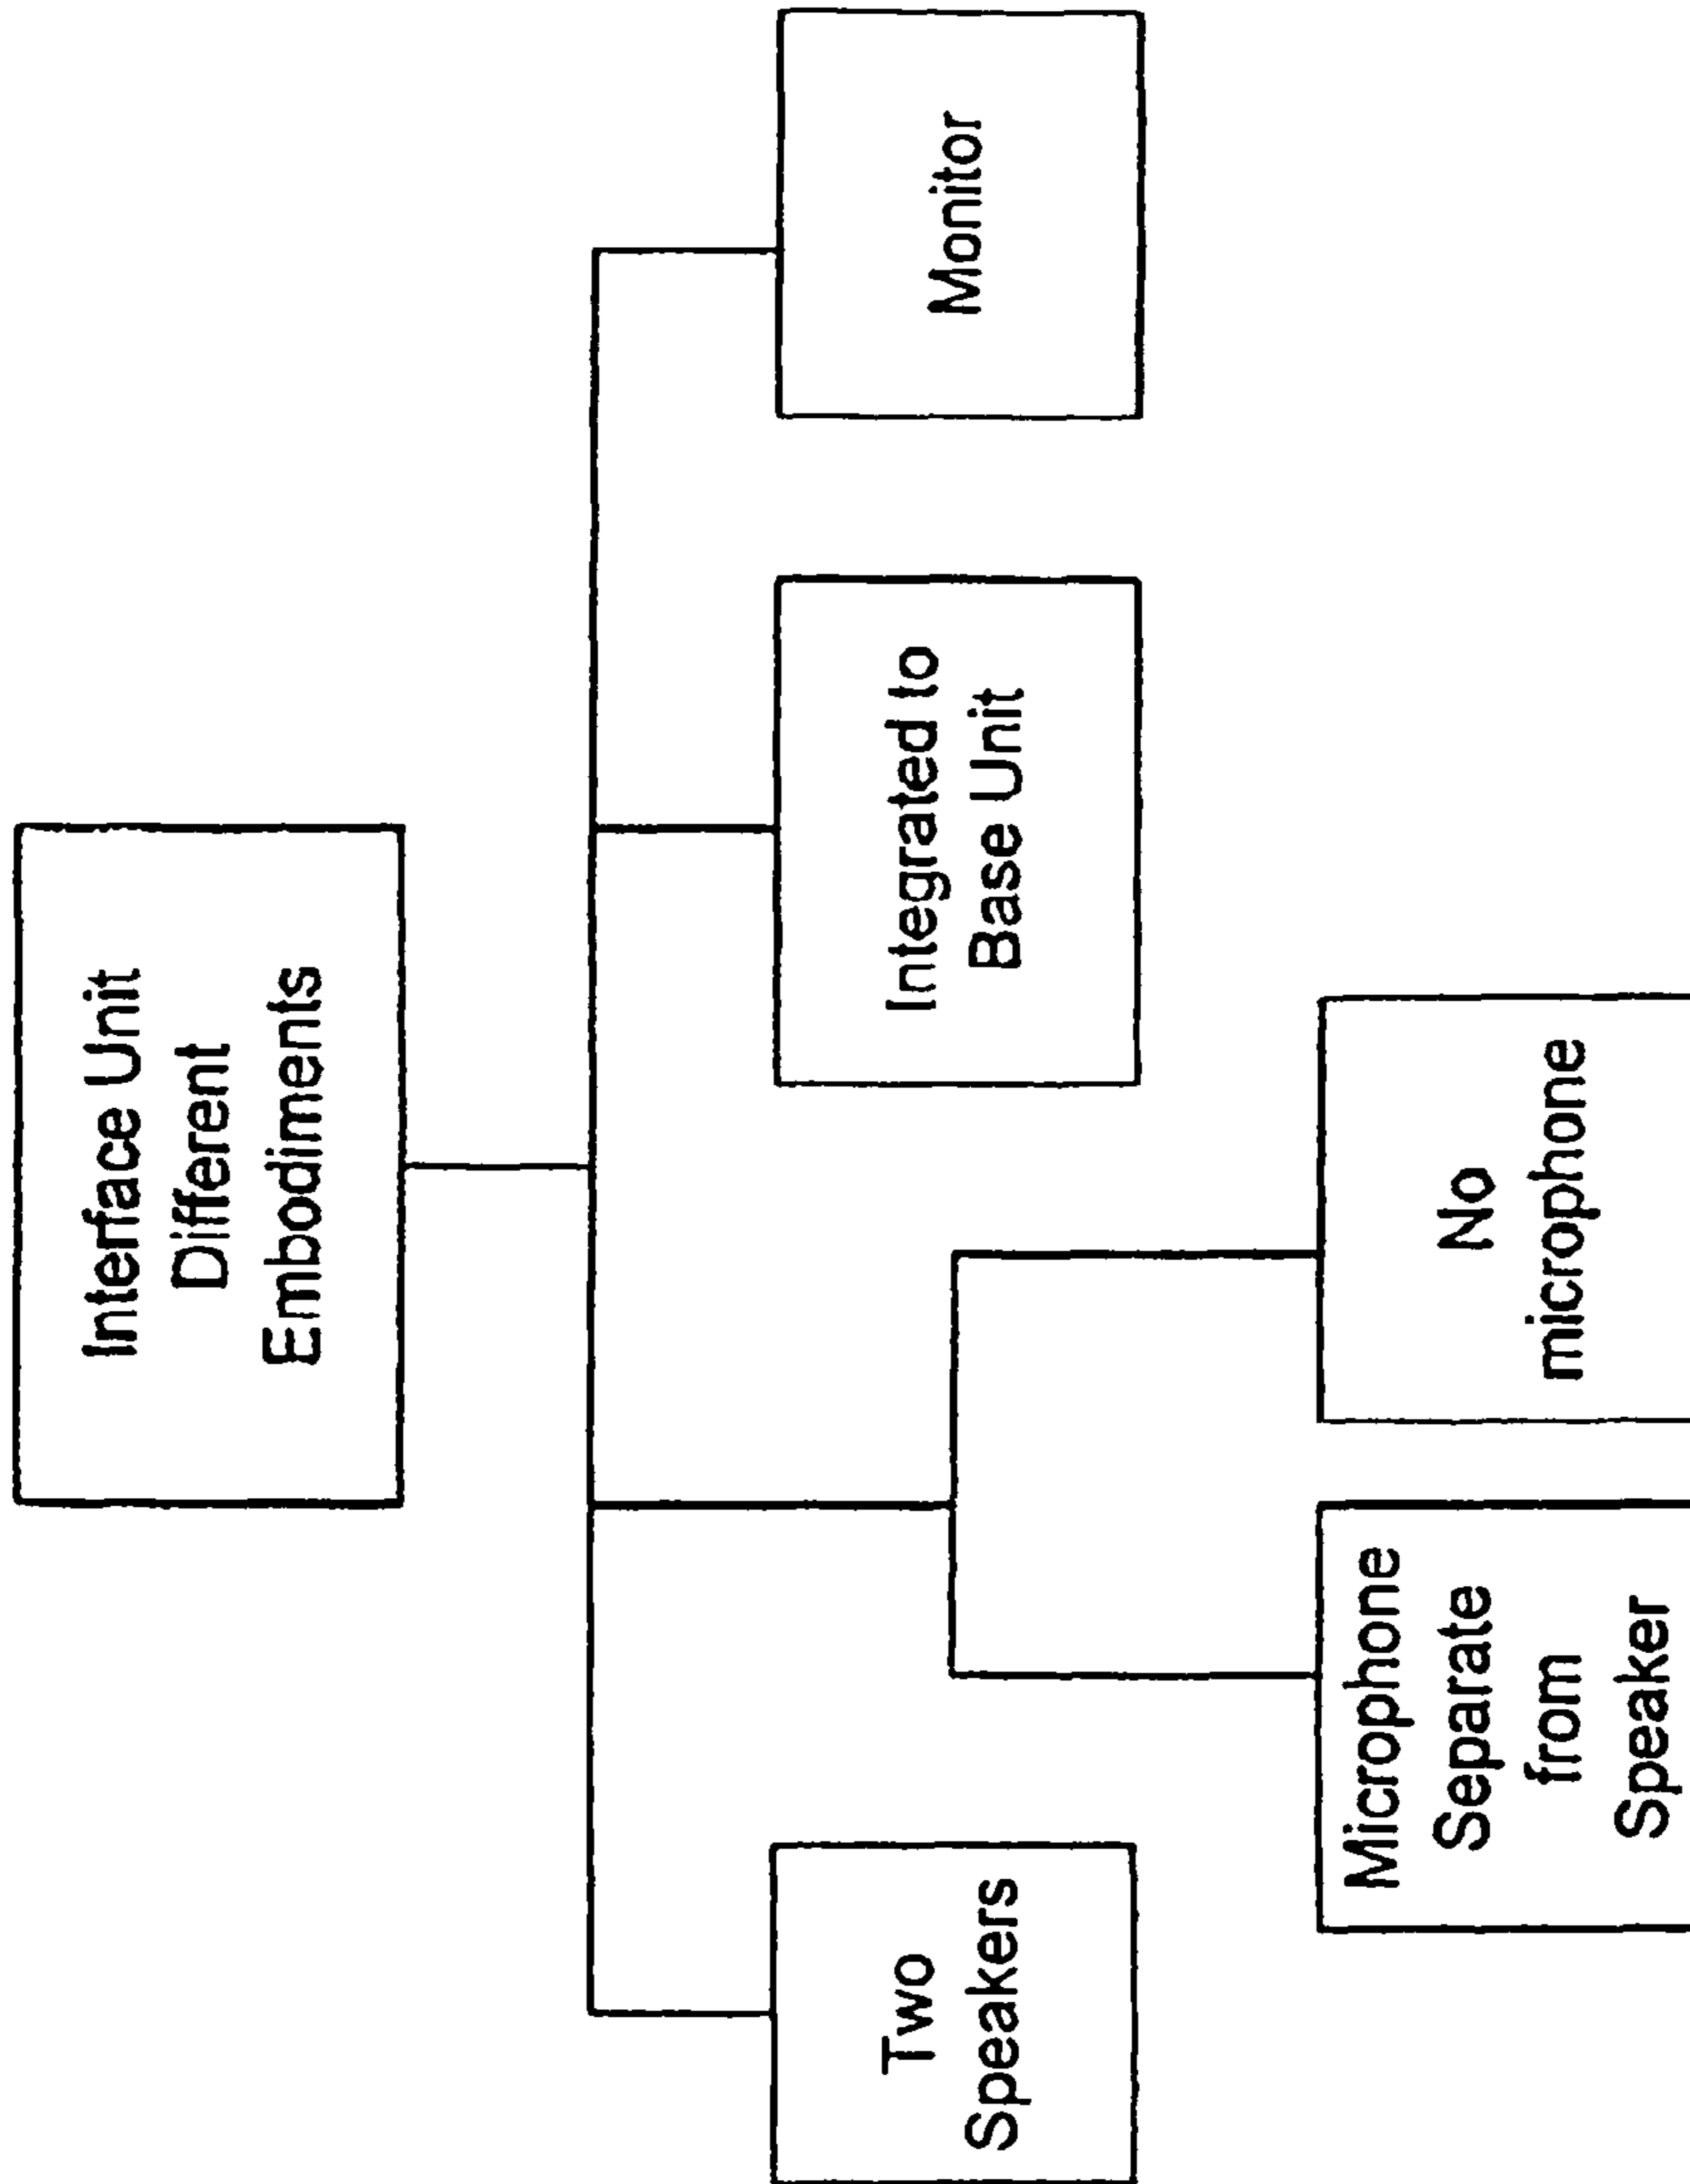 Interface Unit
Different
Embodiments
Two
Speakers
Integrated to
Base Unit
Monitor
Microphone
Separate
from
Speaker
No
microphone